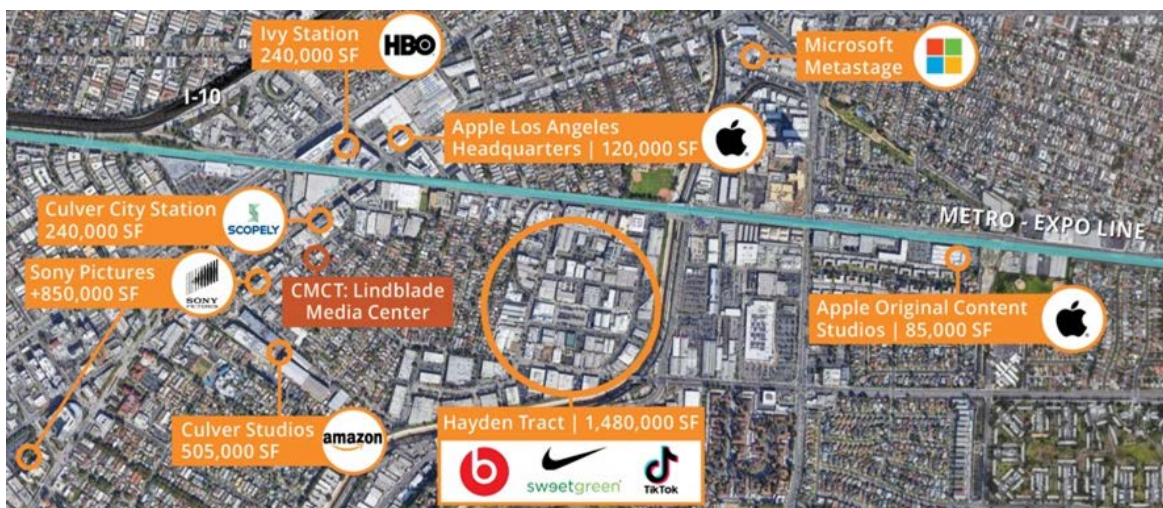 Ivy Station
240,000 SF
HBO
Microsoft
Metastage
I-10
Apple Los Angeles
Headquarters | 120,000 SF
Culver City Station
240,000 SF
SCOPELY
METRO - EXPO LINE
Sony Pictures
+850,000 SF
SONY
PICTURES
CMCT: Lindblade
Media Center
Apple Original Content
Studios | 85,000 SF
Culver Studios
505,000 SF
amazon
Hayden Tract | 1,480,000 SF
b
sweetgreen
TikTok